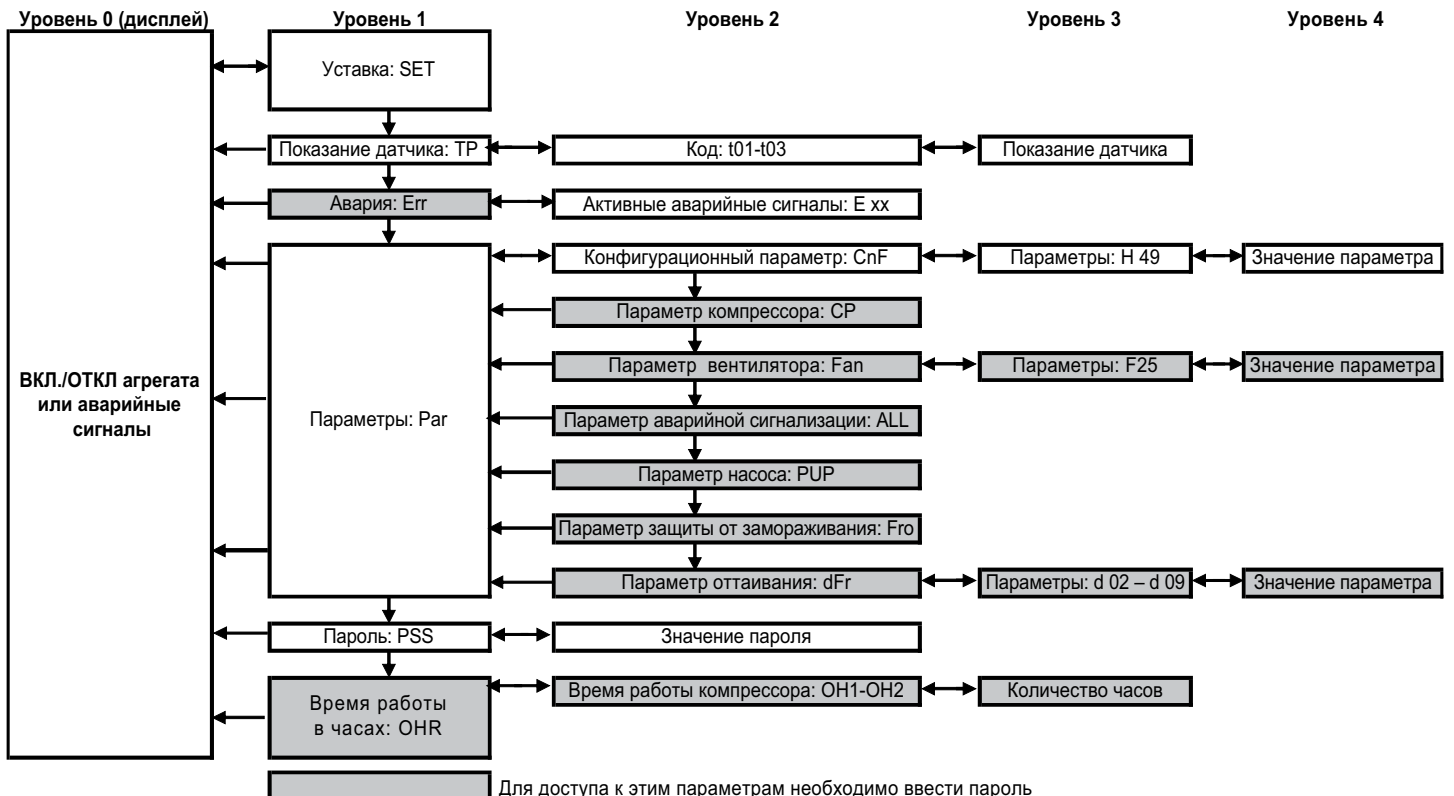 Уровень 0 (дисплей)
Уровень 1
Уровень 2
Уровень 3
Уровень 4
Уставка: SET
Показание датчика: TP
Код: t01-t03
Показание датчика
Авария: Err
Активные аварийные сигналы: E xx
Конфигурационный параметр: CnF
Параметры: H 49
Значение параметра
Параметр компрессора: CP
Параметр вентилятора: Fan
Параметры: F25
Значение параметра
ВКЛ./ОТКЛ агрегата
или аварийные
сигналы
Параметры: Par
Параметр аварийной сигнализации: ALL
Параметр насоса: PUP
Параметр защиты от замораживания: Fro
Параметр оттаивания: dFr
Параметры: d 02 – d 09
Значение параметра
Пароль: PSS
Значение пароля
Время работы
в часах: OHR
Время работы компрессора: OH1-OH2
Количество часов
Для доступа к этим параметрам необходимо ввести пароль